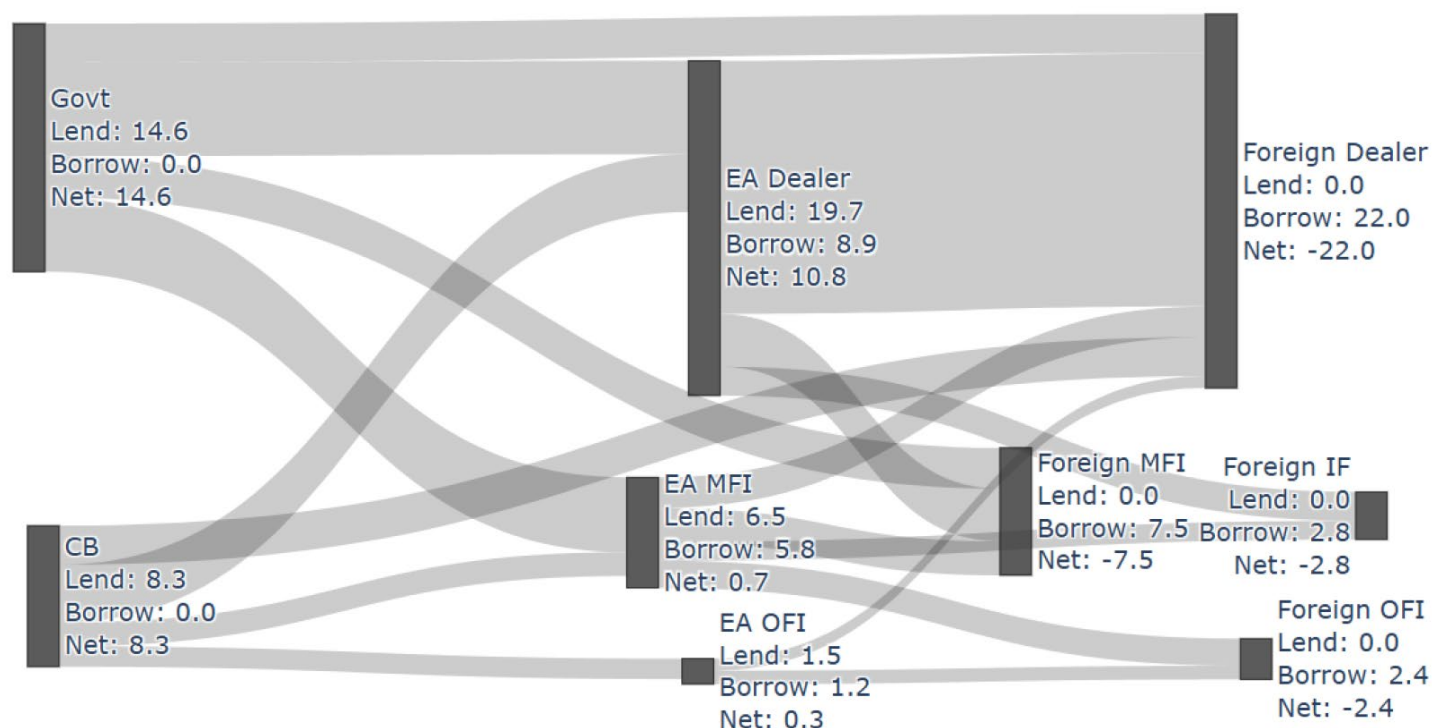 Govt
Lend: 14.6
Borrow: 0.0
Net: 14.6
EA Dealer
Lend: 19.7
Borrow: 8.9
Net: 10.8
Foreign Dealer
Lend: 0.0
Borrow: 22.0
Net: -22.0
CB
Lend: 8.3
Borrow: 0.0
Net: 8.3
EA MFI
Lend: 6.5
Borrow: 5.8
Net: 0.7
Foreign MFI
Lend: 0.0
Borrow: 7.5
Net: -7.5
Foreign IF
Lend: 0.0
Borrow: 2.8
Net: -2.8
EA OFI
Lend: 1.5
Borrow: 1.2
Net: 0.3
Foreign OFI
Lend: 0.0
Borrow: 2.4
Net: -2.4